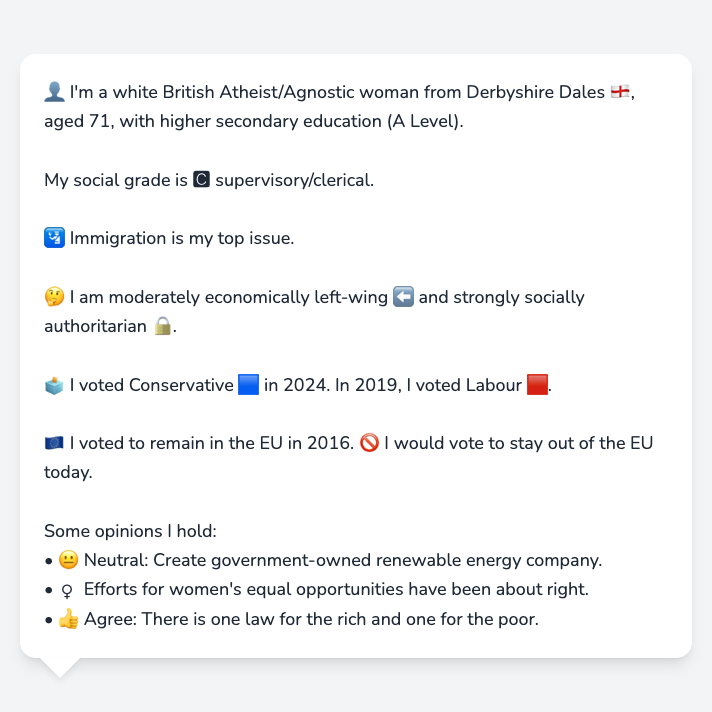 👤 I'm a white British Atheist/Agnostic woman from Derbyshire Dales 🏴󠁧󠁢󠁥󠁮󠁧󠁿,
aged 71, with higher secondary education (A Level).
My social grade is 🅲 supervisory/clerical.
🛂 Immigration is my top issue.
🤔 I am moderately economically left-wing ⬅️ and strongly socially
authoritarian 🔒.
🗳️ I voted Conservative 🟦 in 2024. In 2019, I voted Labour 🟥.
🇪🇺 I voted to remain in the EU in 2016. 🚫 I would vote to stay out of the EU
today.
Some opinions I hold:
• 😐 Neutral: Create government-owned renewable energy company.
• ♀ Efforts for women's equal opportunities have been about right.
• 👍 Agree: There is one law for the rich and one for the poor.